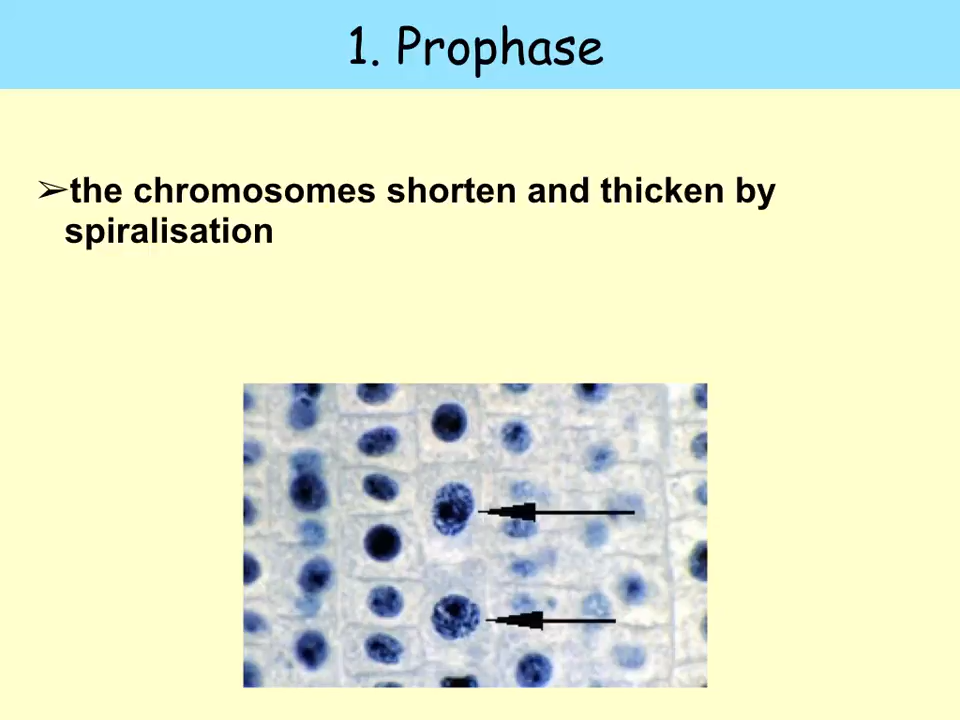 1. Prophase
➢the chromosomes shorten and thicken by
spiralisation